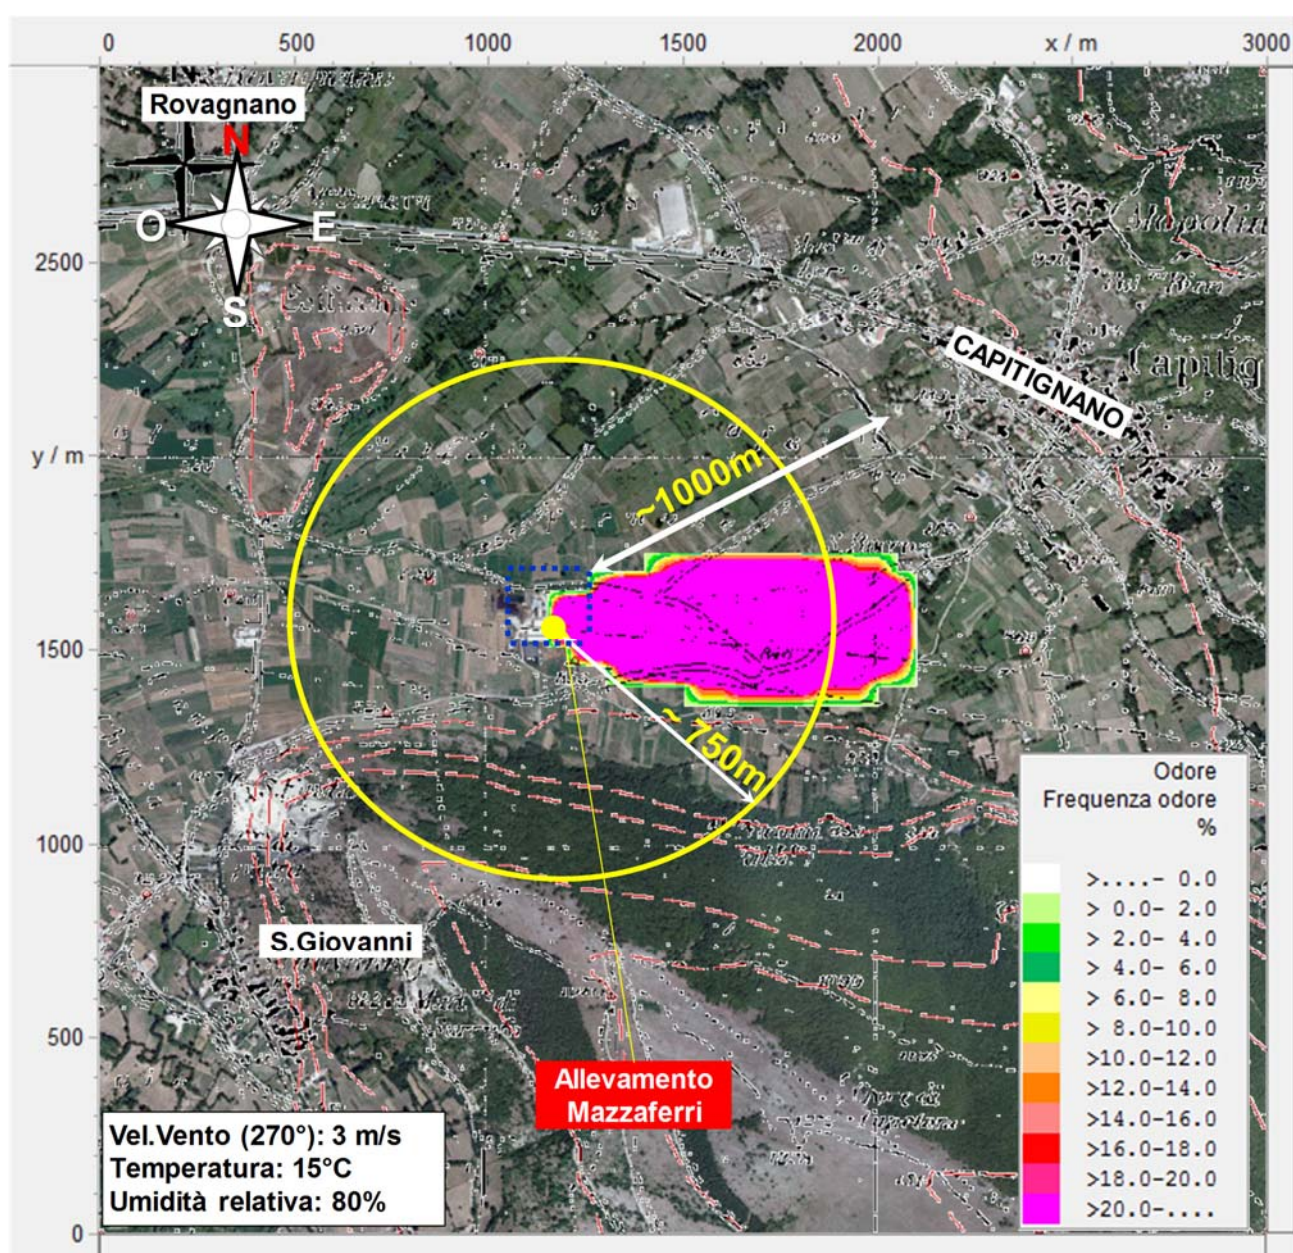 0 500 1000 1500 2000 x / m 3000
Rovagnano
N
O E
S
2500
y / m
1500
1000
500
0
CAPITIGNANO
Mopolin
Capitig
~1000m
~ 750m
S.Giovanni
Allevamento
Mazzaferri
Vel.Vento (270°): 3 m/s
Temperatura: 15°C
Umidità relativa: 80%
Odore
Frequenza odore
%
>....- 0.0
> 0.0- 2.0
> 2.0- 4.0
> 4.0- 6.0
> 6.0- 8.0
> 8.0-10.0
>10.0-12.0
>12.0-14.0
>14.0-16.0
>16.0-18.0
>18.0-20.0
>20.0-....